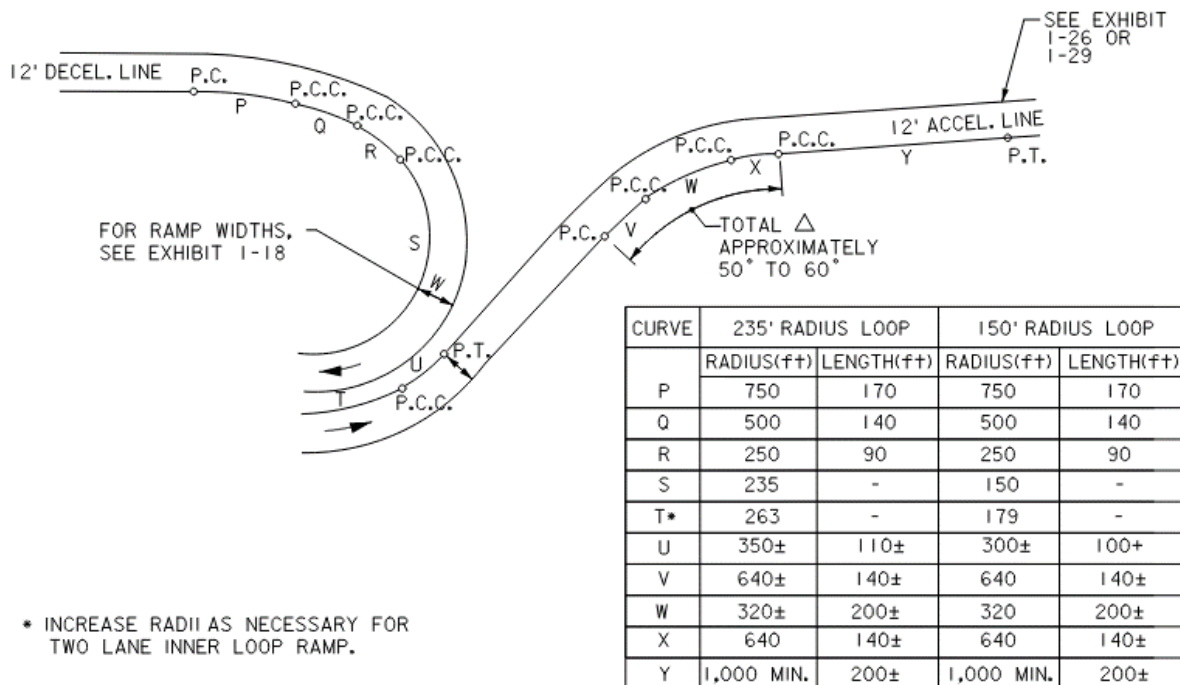 SEE EXHIBIT
1-26 OR
1-29
12' DECEL. LINE
P.C.
P
P.C.C.
Q
P.C.C.
R
P.C.C.
S
FOR RAMP WIDTHS,
SEE EXHIBIT 1-18
W
U
P.T.
T
P.C.C.
P.C.
V
P.C.C.
W
P.C.C.
X
P.C.C.
12' ACCEL. LINE
Y
P.T.
TOTAL △
APPROXIMATELY
50° TO 60°
CURVE 235' RADIUS LOOP 150' RADIUS LOOP
RADIUS(ft) LENGTH(ft) RADIUS(ft) LENGTH(ft)
P 750 170 750 170
Q 500 140 500 140
R 250 90 250 90
S 235 - 150 -
T* 263 - 179 -
U 350± 110± 300± 100+
V 640± 140± 640 140±
W 320± 200± 320 200±
X 640 140± 640 140±
Y 1,000 MIN. 200± 1,000 MIN. 200±
* INCREASE RADII AS NECESSARY FOR
TWO LANE INNER LOOP RAMP.